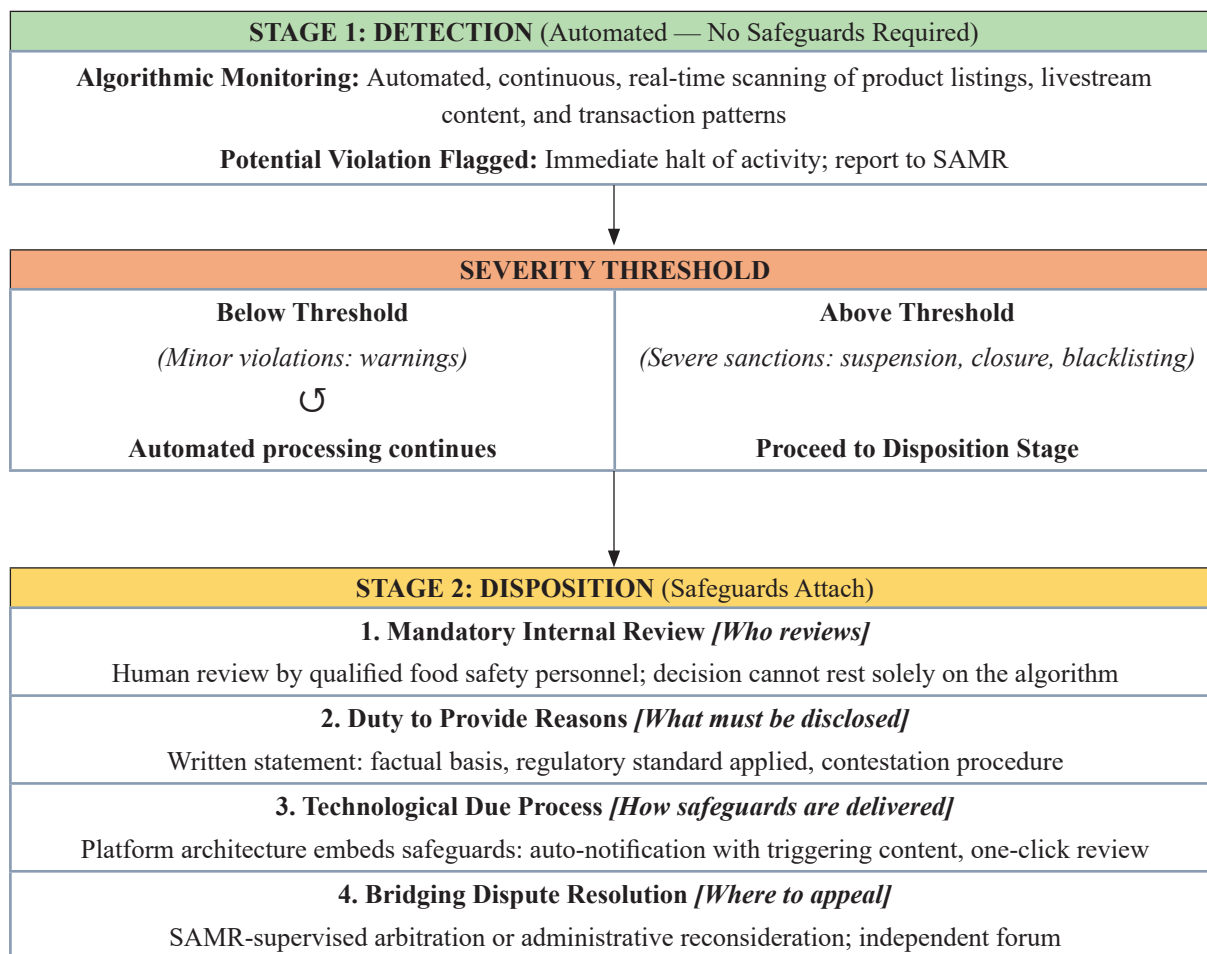 STAGE 1: DETECTION (Automated — No Safeguards Required)
Algorithmic Monitoring: Automated, continuous, real-time scanning of product listings, livestream
content, and transaction patterns
Potential Violation Flagged: Immediate halt of activity; report to SAMR
SEVERITY THRESHOLD
Below Threshold
(Minor violations: warnings)
↺
Automated processing continues
Above Threshold
(Severe sanctions: suspension, closure, blacklisting)
Proceed to Disposition Stage
STAGE 2: DISPOSITION (Safeguards Attach)
1. Mandatory Internal Review [Who reviews]
Human review by qualified food safety personnel; decision cannot rest solely on the algorithm
2. Duty to Provide Reasons [What must be disclosed]
Written statement: factual basis, regulatory standard applied, contestation procedure
3. Technological Due Process [How safeguards are delivered]
Platform architecture embeds safeguards: auto-notification with triggering content, one-click review
4. Bridging Dispute Resolution [Where to appeal]
SAMR-supervised arbitration or administrative reconsideration; independent forum